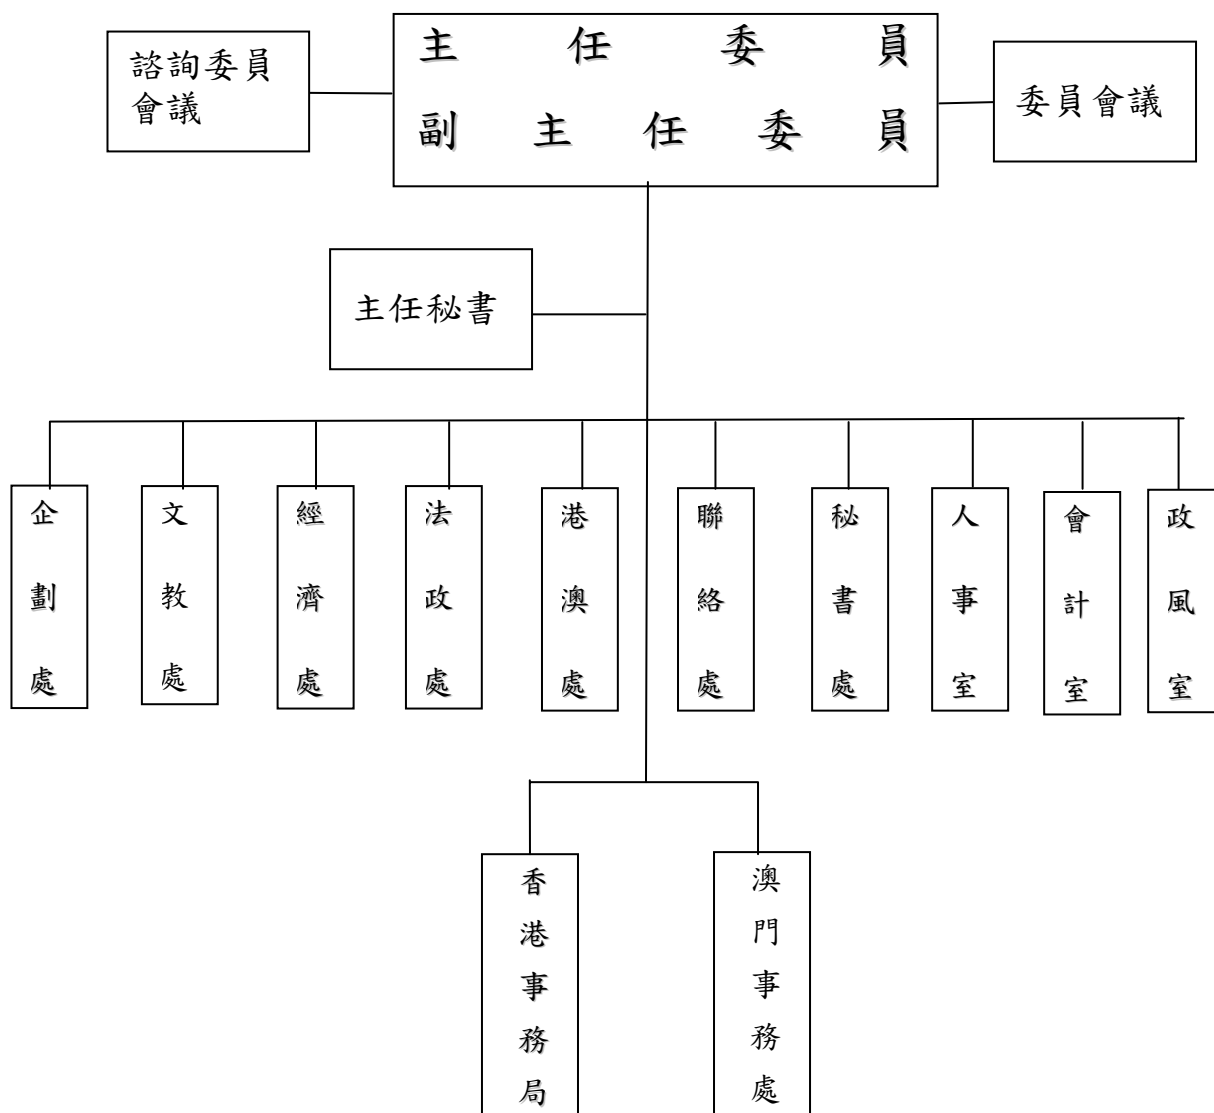 主任委員
副主任委員
諮詢委員
會議
委員會議
主任秘書
企劃處
文教處
經濟處
法政處
港澳處
聯絡處
秘書處
人事室
會計室
政風室
香港事務局
澳門事務處